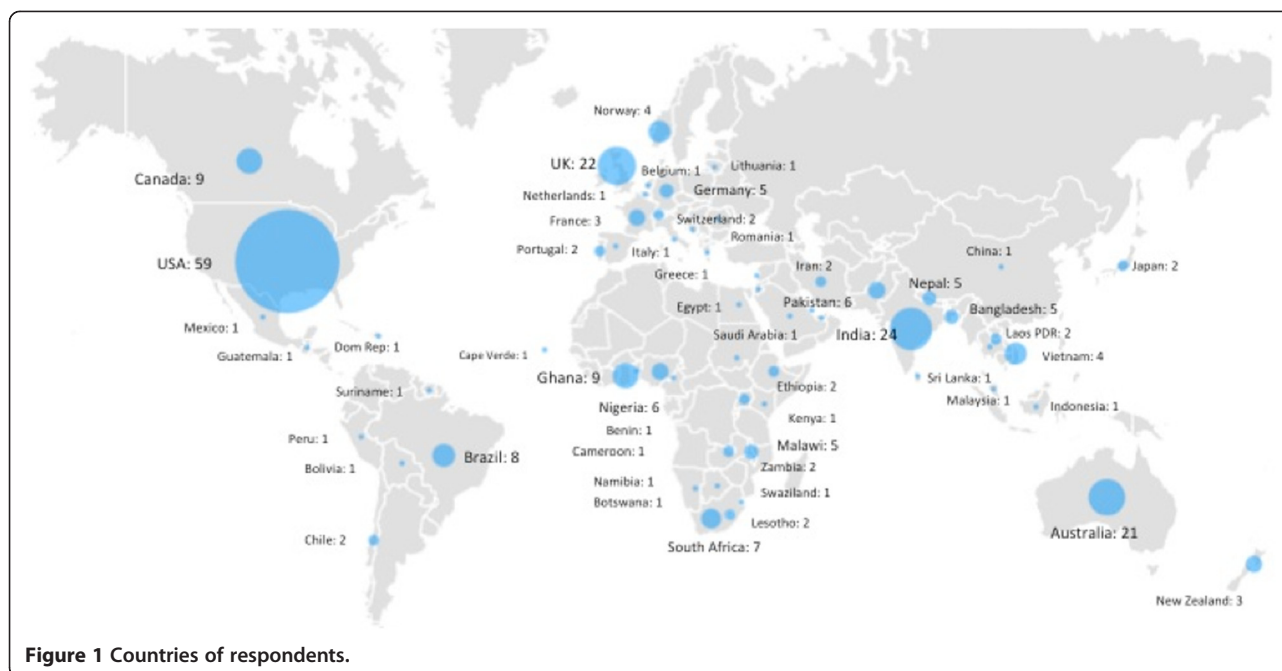 Norway: 4
UK: 22
Belgium: 1
Lithuania: 1
Canada: 9
Netherlands: 1
Germany: 5
France: 3
Switzerland: 2
Romania: 1
Portugal: 2
Italy: 1
China: 1
USA: 59
Iran: 2
Japan: 2
Greece: 1
Nepal: 5
Mexico: 1
Egypt: 1
Pakistan: 6
Bangladesh: 5
Guatemala: 1
Dom Rep: 1
Saudi Arabia: 1
India: 24
Laos PDR: 2
Cape Verde: 1
Vietnam: 4
Ghana: 9
Ethiopia: 2
Sri Lanka: 1
Suriname: 1
Malaysia: 1
Nigeria: 6
Indonesia: 1
Kenya: 1
Benin: 1
Peru: 1
Malawi: 5
Brazil: 8
Cameroon: 1
Bolivia: 1
Zambia: 2
Namibia: 1
Swaziland: 1
Botswana: 1
Lesotho: 2
Australia: 21
Chile: 2
South Africa: 7
New Zealand: 3
Figure 1 Countries of respondents.